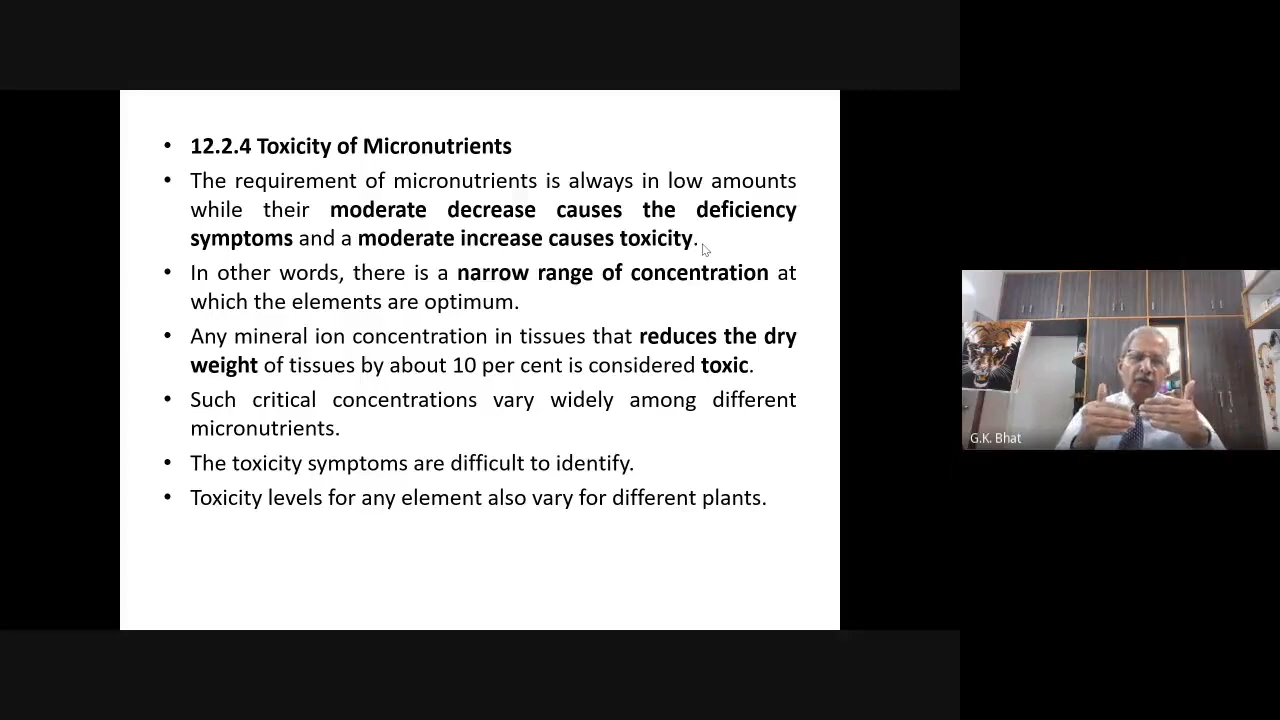 • 12.2.4 Toxicity of Micronutrients
• The requirement of micronutrients is always in low amounts
while their moderate decrease causes the deficiency
symptoms and a moderate increase causes toxicity.
• In other words, there is a narrow range of concentration at
which the elements are optimum.
• Any mineral ion concentration in tissues that reduces the dry
weight of tissues by about 10 per cent is considered toxic.
• Such critical concentrations vary widely among different
micronutrients.
• The toxicity symptoms are difficult to identify.
• Toxicity levels for any element also vary for different plants.
G.K. Bhat